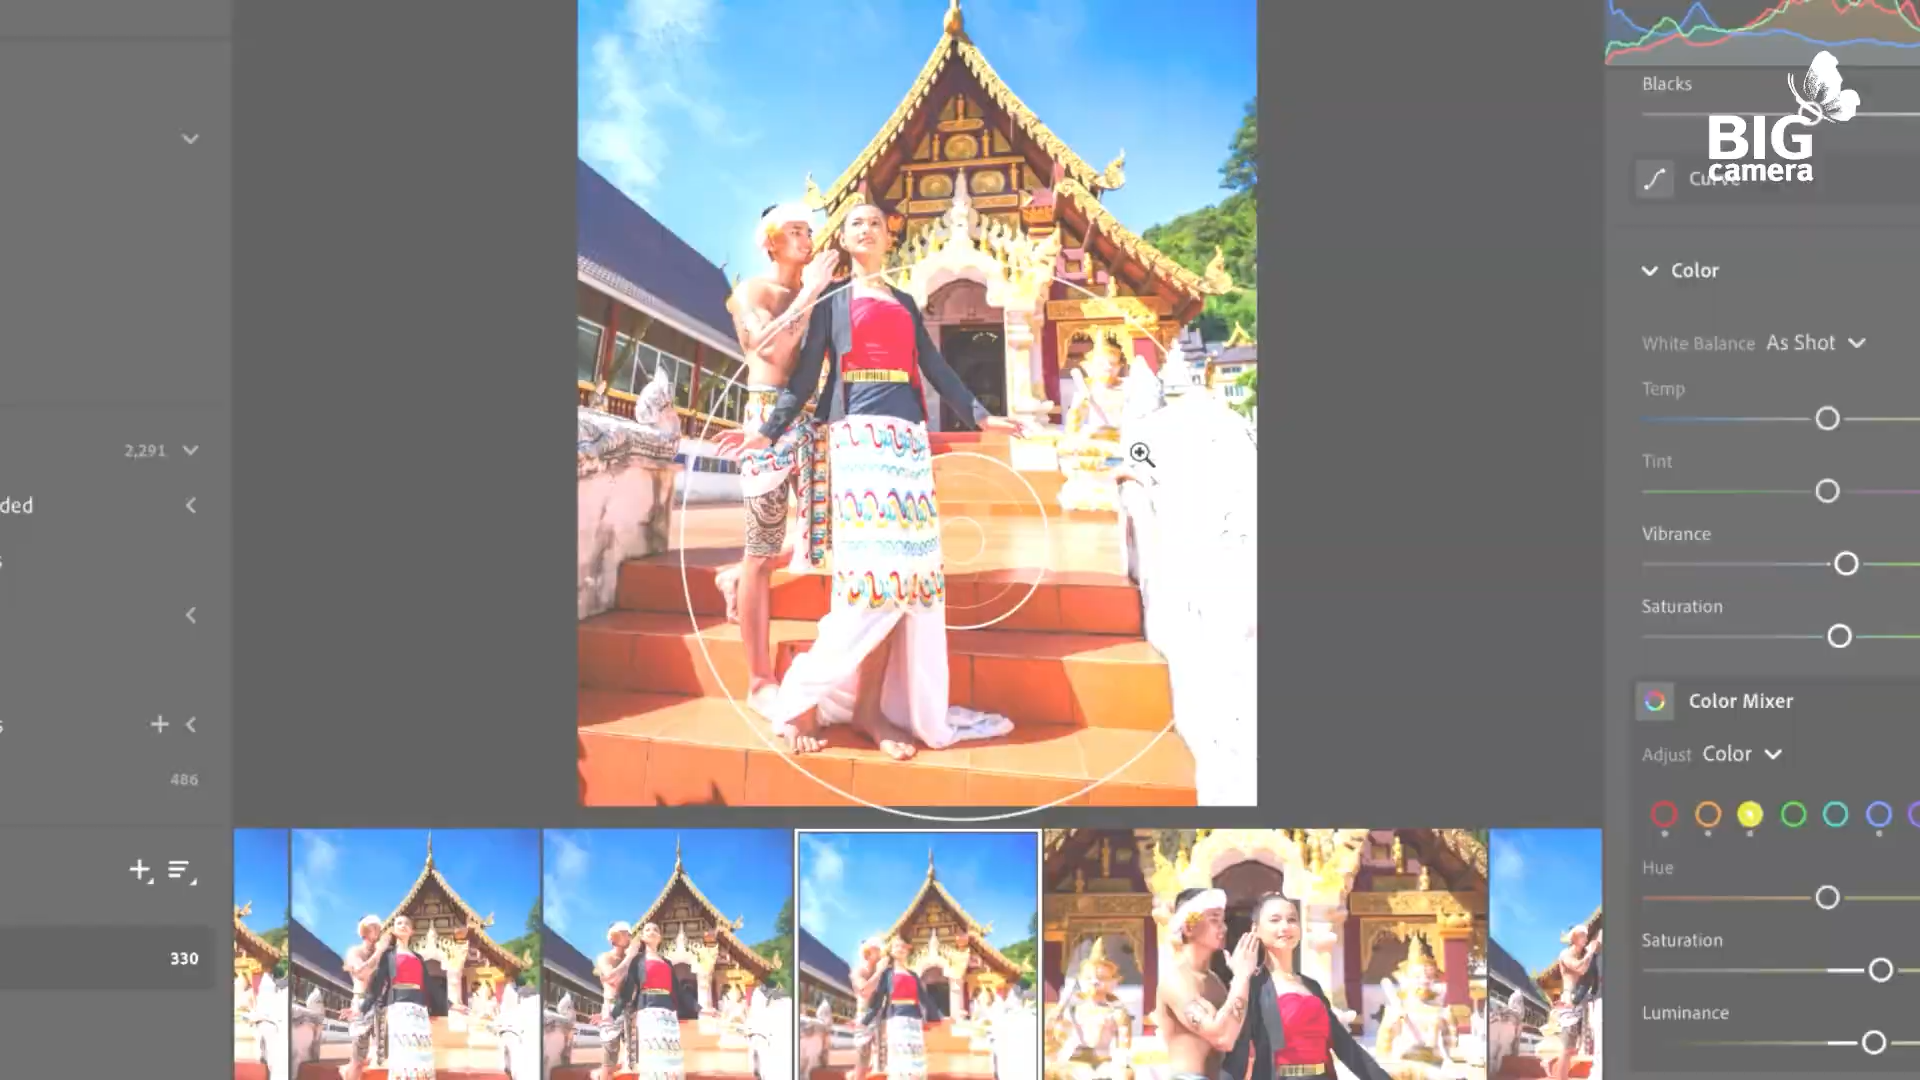 Blacks
BIG
camera
Curve
Color
White Balance As Shot
Temp
2,291
Tint
ded
Vibrance
Saturation
Color Mixer
Adjust Color
486
Hue
Saturation
330
Luminance